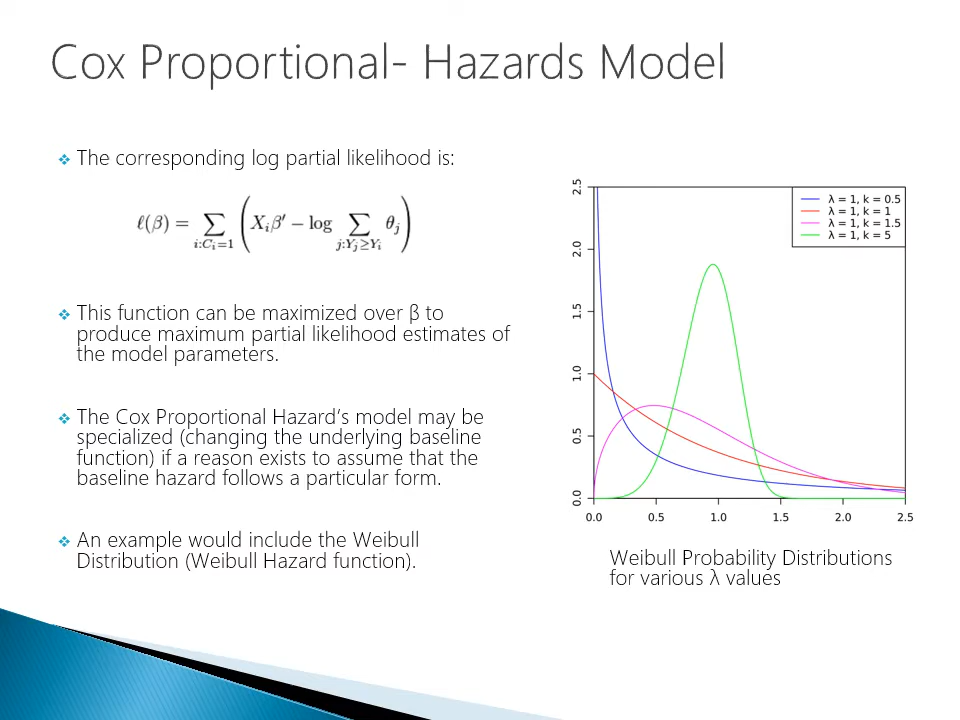 Cox Proportional- Hazards Model
❖ The corresponding log partial likelihood is:
ℓ(β) = ∑_{i:C_i=1} ( X_iβ′ − log ∑_{j:Y_j≥Y_i} θ_j )
❖ This function can be maximized over β to
produce maximum partial likelihood estimates of
the model parameters.
❖ The Cox Proportional Hazard’s model may be
specialized (changing the underlying baseline
function) if a reason exists to assume that the
baseline hazard follows a particular form.
❖ An example would include the Weibull
Distribution (Weibull Hazard function).
λ = 1, k = 0.5
λ = 1, k = 1
λ = 1, k = 1.5
λ = 1, k = 5
2.5
2.0
1.5
1.0
0.5
0.0
0.0 0.5 1.0 1.5 2.0 2.5
Weibull Probability Distributions
for various λ values